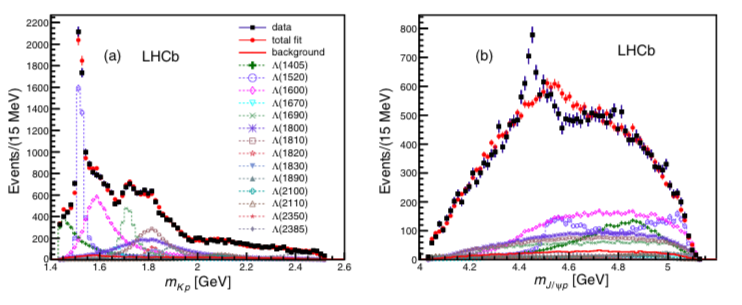 2200
2000
1800
1600
1400
1200
1000
800
600
400
200
0
Events/(15 MeV)
(a)
LHCb
data
total fit
background
Λ(1405)
Λ(1520)
Λ(1600)
Λ(1670)
Λ(1690)
Λ(1800)
Λ(1810)
Λ(1820)
Λ(1830)
Λ(1890)
Λ(2100)
Λ(2110)
Λ(2350)
Λ(2385)
1.4 1.6 1.8 2 2.2 2.4 2.6
m_Kp [GeV]
800
700
600
500
400
300
200
100
0
Events/(15 MeV)
(b)
LHCb
4 4.2 4.4 4.6 4.8 5
m_J/ψp [GeV]